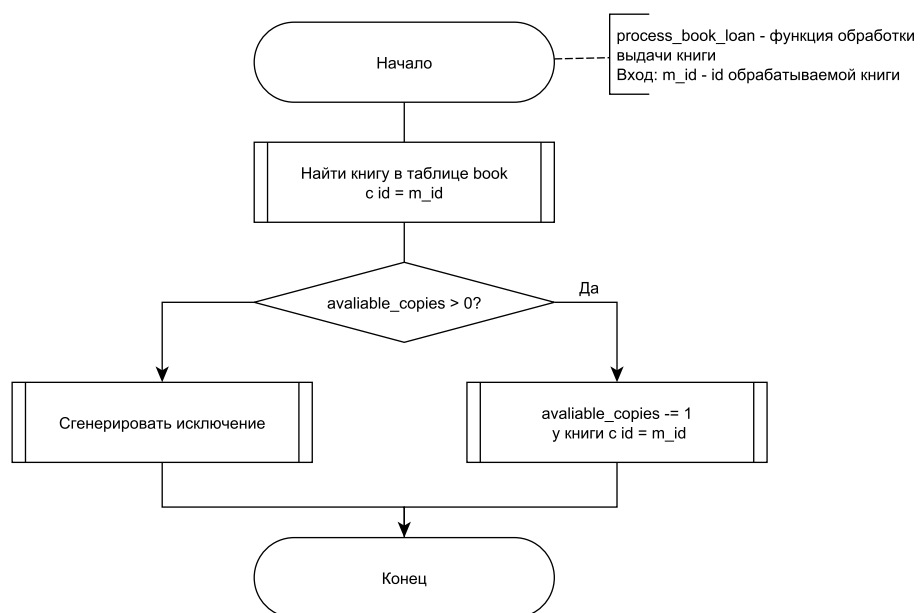 Начало
process_book_loan - функция обработки
выдачи книги
Вход: m_id - id обрабатываемой книги
Найти книгу в таблице book
с id = m_id
avaliable_copies > 0?
Да
Сгенерировать исключение
avaliable_copies -= 1
у книги с id = m_id
Конец